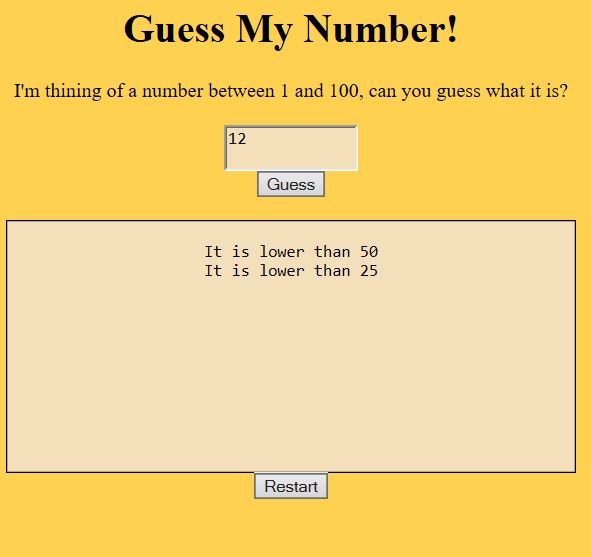 Guess My Number!
I'm thining of a number between 1 and 100, can you guess what it is?
12
Guess
It is lower than 50
It is lower than 25
Restart